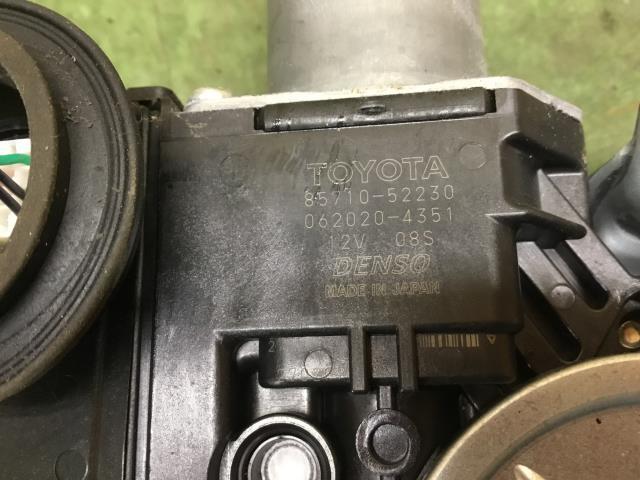 TOYOTA
85710-52230
062020-4351
12V 08S
DENSO
MADE IN JAPAN